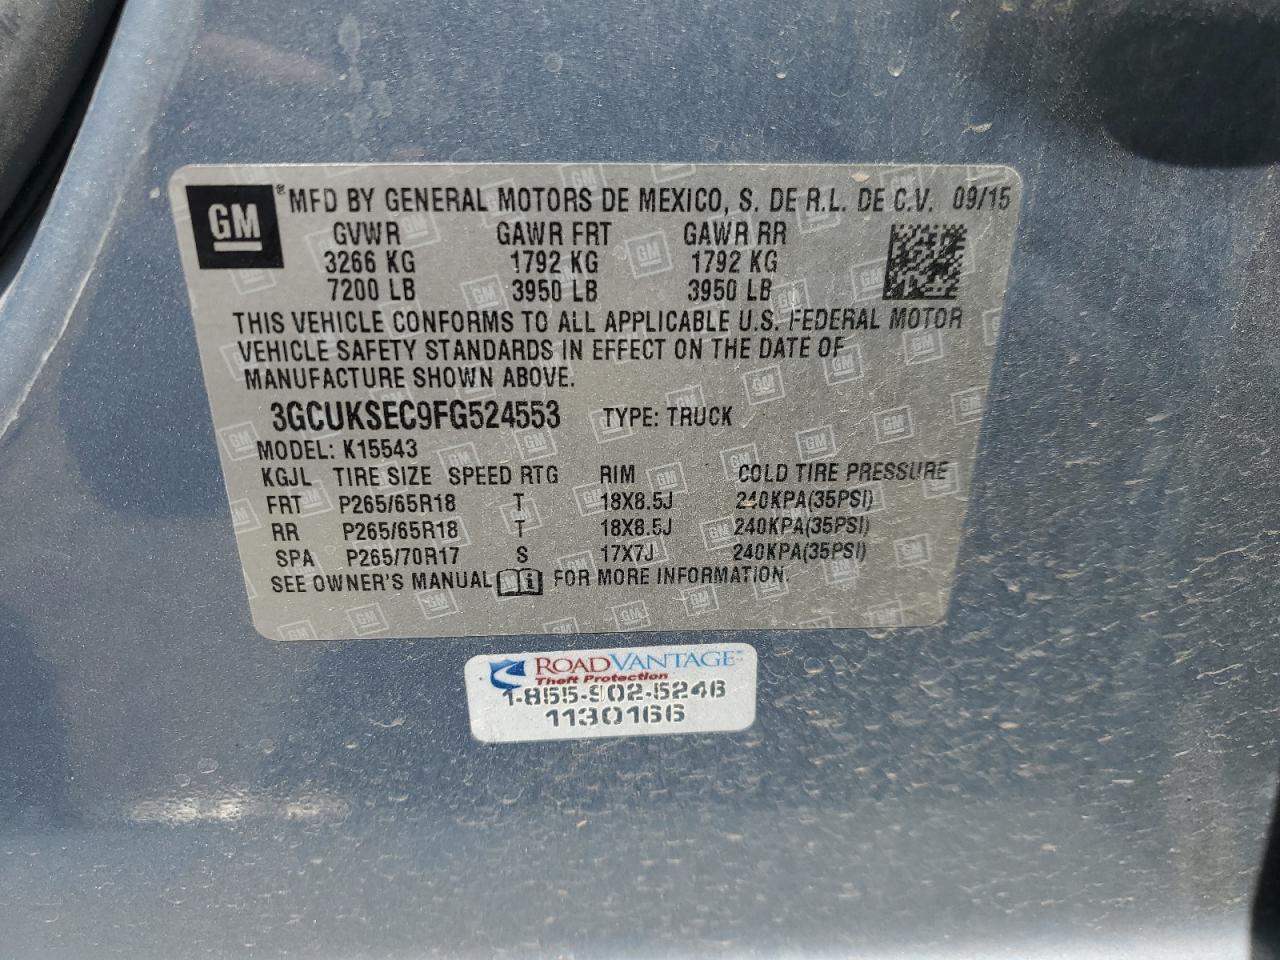 GM® MFD BY GENERAL MOTORS DE MEXICO, S. DE R.L. DE C.V. 09/15
GVWR GAWR FRT GAWR RR
3266 KG 1792 KG 1792 KG
7200 LB 3950 LB 3950 LB
THIS VEHICLE CONFORMS TO ALL APPLICABLE U.S. FEDERAL MOTOR
VEHICLE SAFETY STANDARDS IN EFFECT ON THE DATE OF
MANUFACTURE SHOWN ABOVE.
3GCUKSEC9FG524553 TYPE: TRUCK
MODEL: K15543
KGJL TIRE SIZE SPEED RTG RIM COLD TIRE PRESSURE
FRT P265/65R18 T 18X8.5J 240KPA(35PSI)
RR P265/65R18 T 18X8.5J 240KPA(35PSI)
SPA P265/70R17 S 17X7J 240KPA(35PSI)
SEE OWNER'S MANUAL FOR MORE INFORMATION.
ROADVANTAGE
Theft Protection
1-855-902-5246
1130166